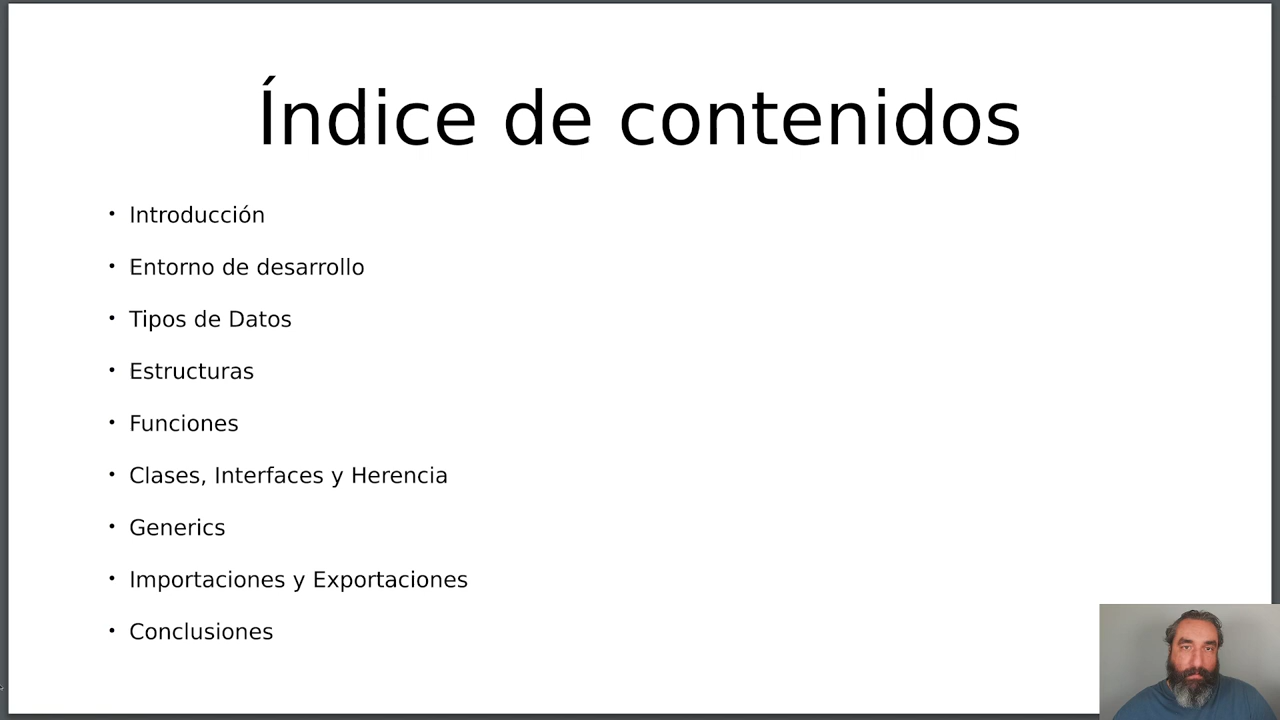 Índice de contenidos
• Introducción
• Entorno de desarrollo
• Tipos de Datos
• Estructuras
• Funciones
• Clases, Interfaces y Herencia
• Generics
• Importaciones y Exportaciones
• Conclusiones